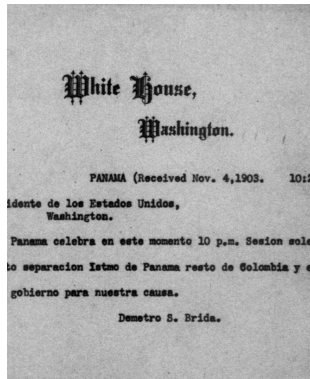 White House,
Washington.
PANAMA (Received Nov. 4,1903. 10:2
idente de los Estados Unidos,
Washington.
Panama celebra en este momento 10 p.m. Sesion sole
to separacion Istmo de Panama resto de Colombia y e
gobierno para nuestra causa.
Demetro S. Brida.